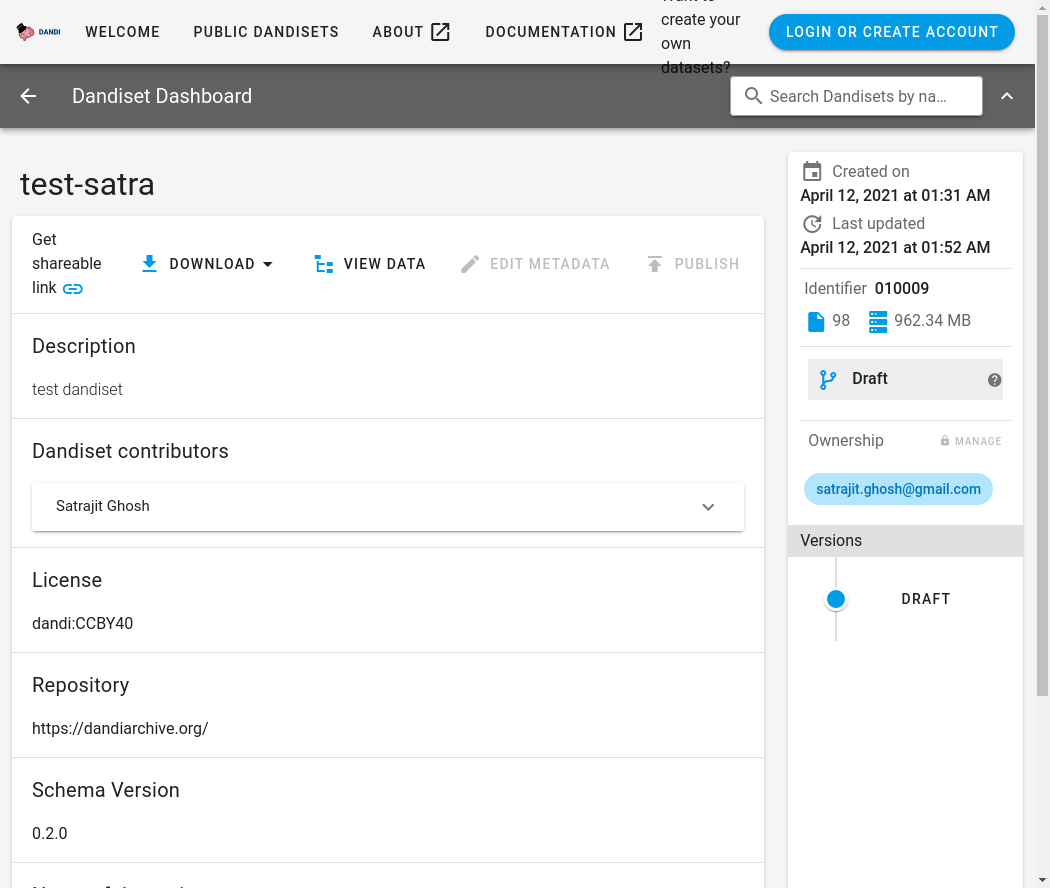 DANDI
WELCOME
PUBLIC DANDISETS
ABOUT
DOCUMENTATION
create your
own
datasets?
LOGIN OR CREATE ACCOUNT
Dandiset Dashboard
Search Dandisets by na…
test-satra
Get
shareable
link
DOWNLOAD
VIEW DATA
EDIT METADATA
PUBLISH
Description
test dandiset
Dandiset contributors
Satrajit Ghosh
License
dandi:CCBY40
Repository
https://dandiarchive.org/
Schema Version
0.2.0
Created on
April 12, 2021 at 01:31 AM
Last updated
April 12, 2021 at 01:52 AM
Identifier 010009
98
962.34 MB
Draft
Ownership
MANAGE
satrajit.ghosh@gmail.com
Versions
DRAFT